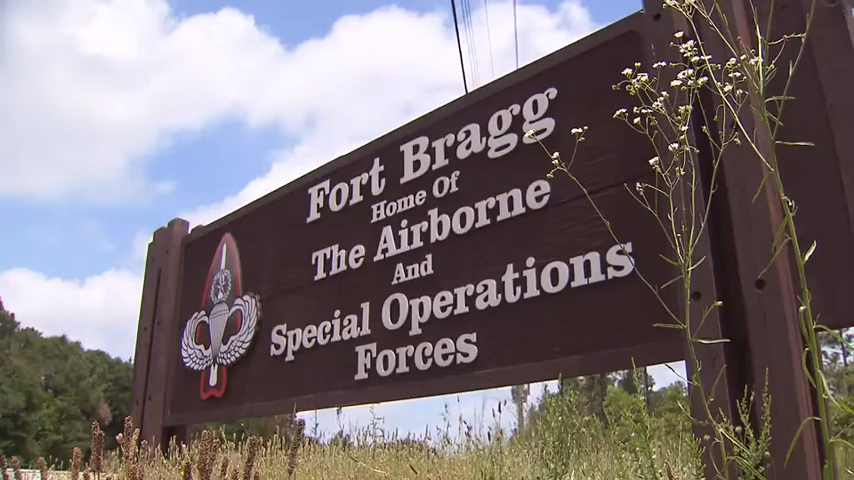 Fort Bragg
Home Of
The Airborne
And
Special Operations
Forces